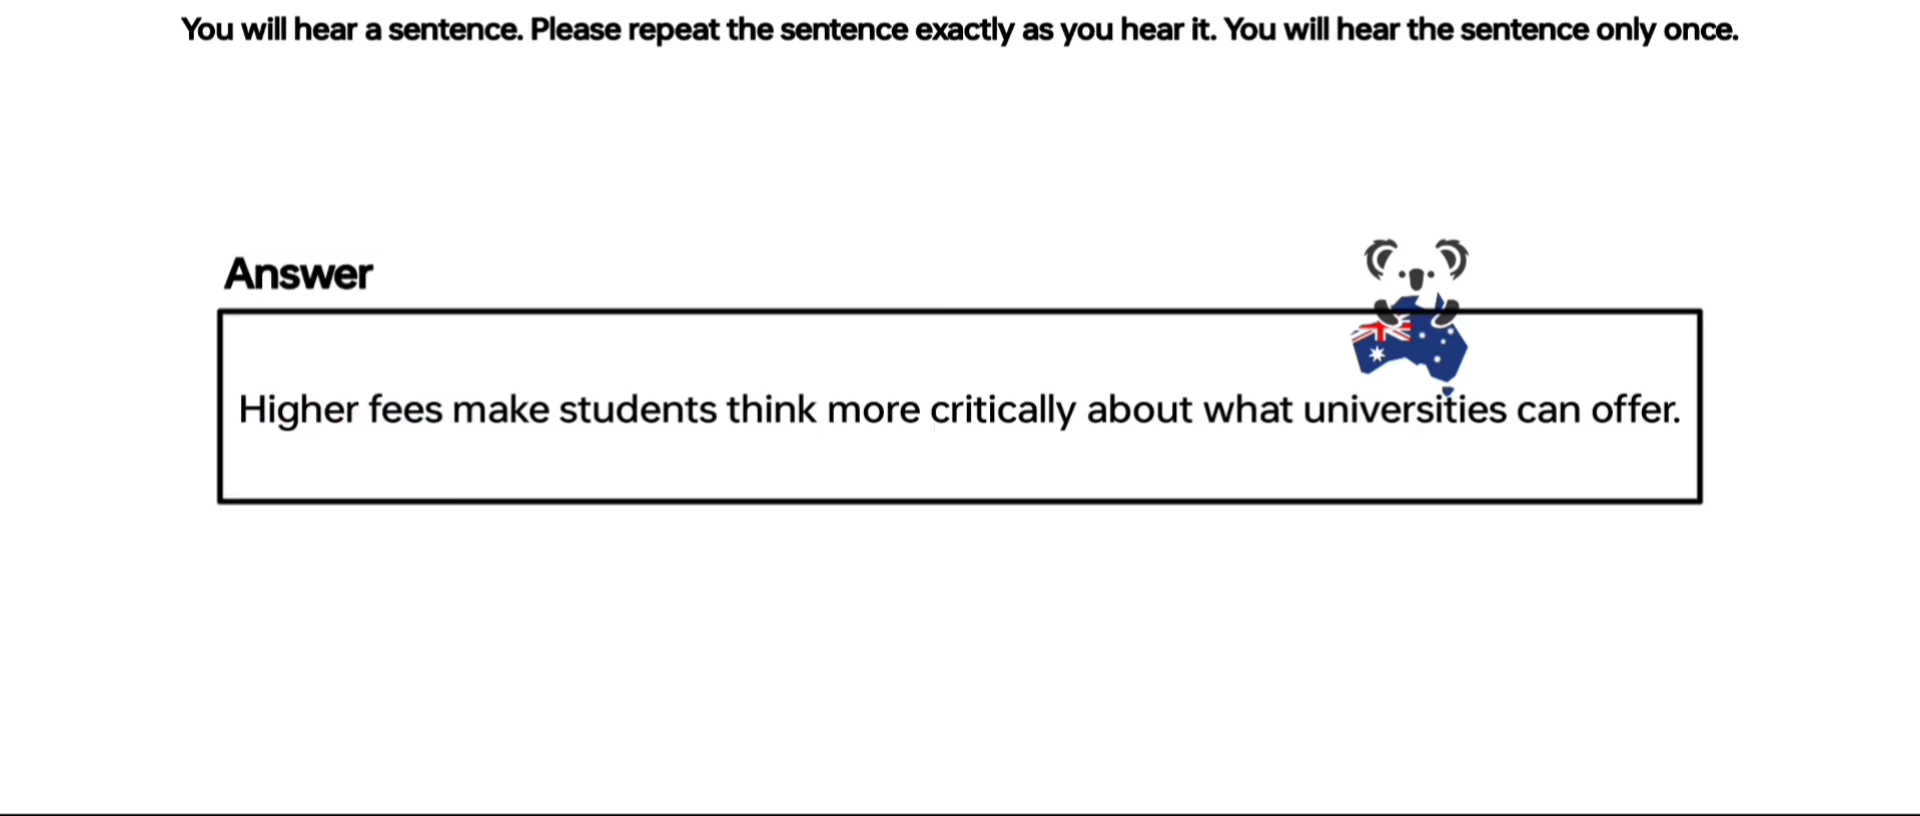 You will hear a sentence. Please repeat the sentence exactly as you hear it. You will hear the sentence only once.
Answer
Higher fees make students think more critically about what universities can offer.